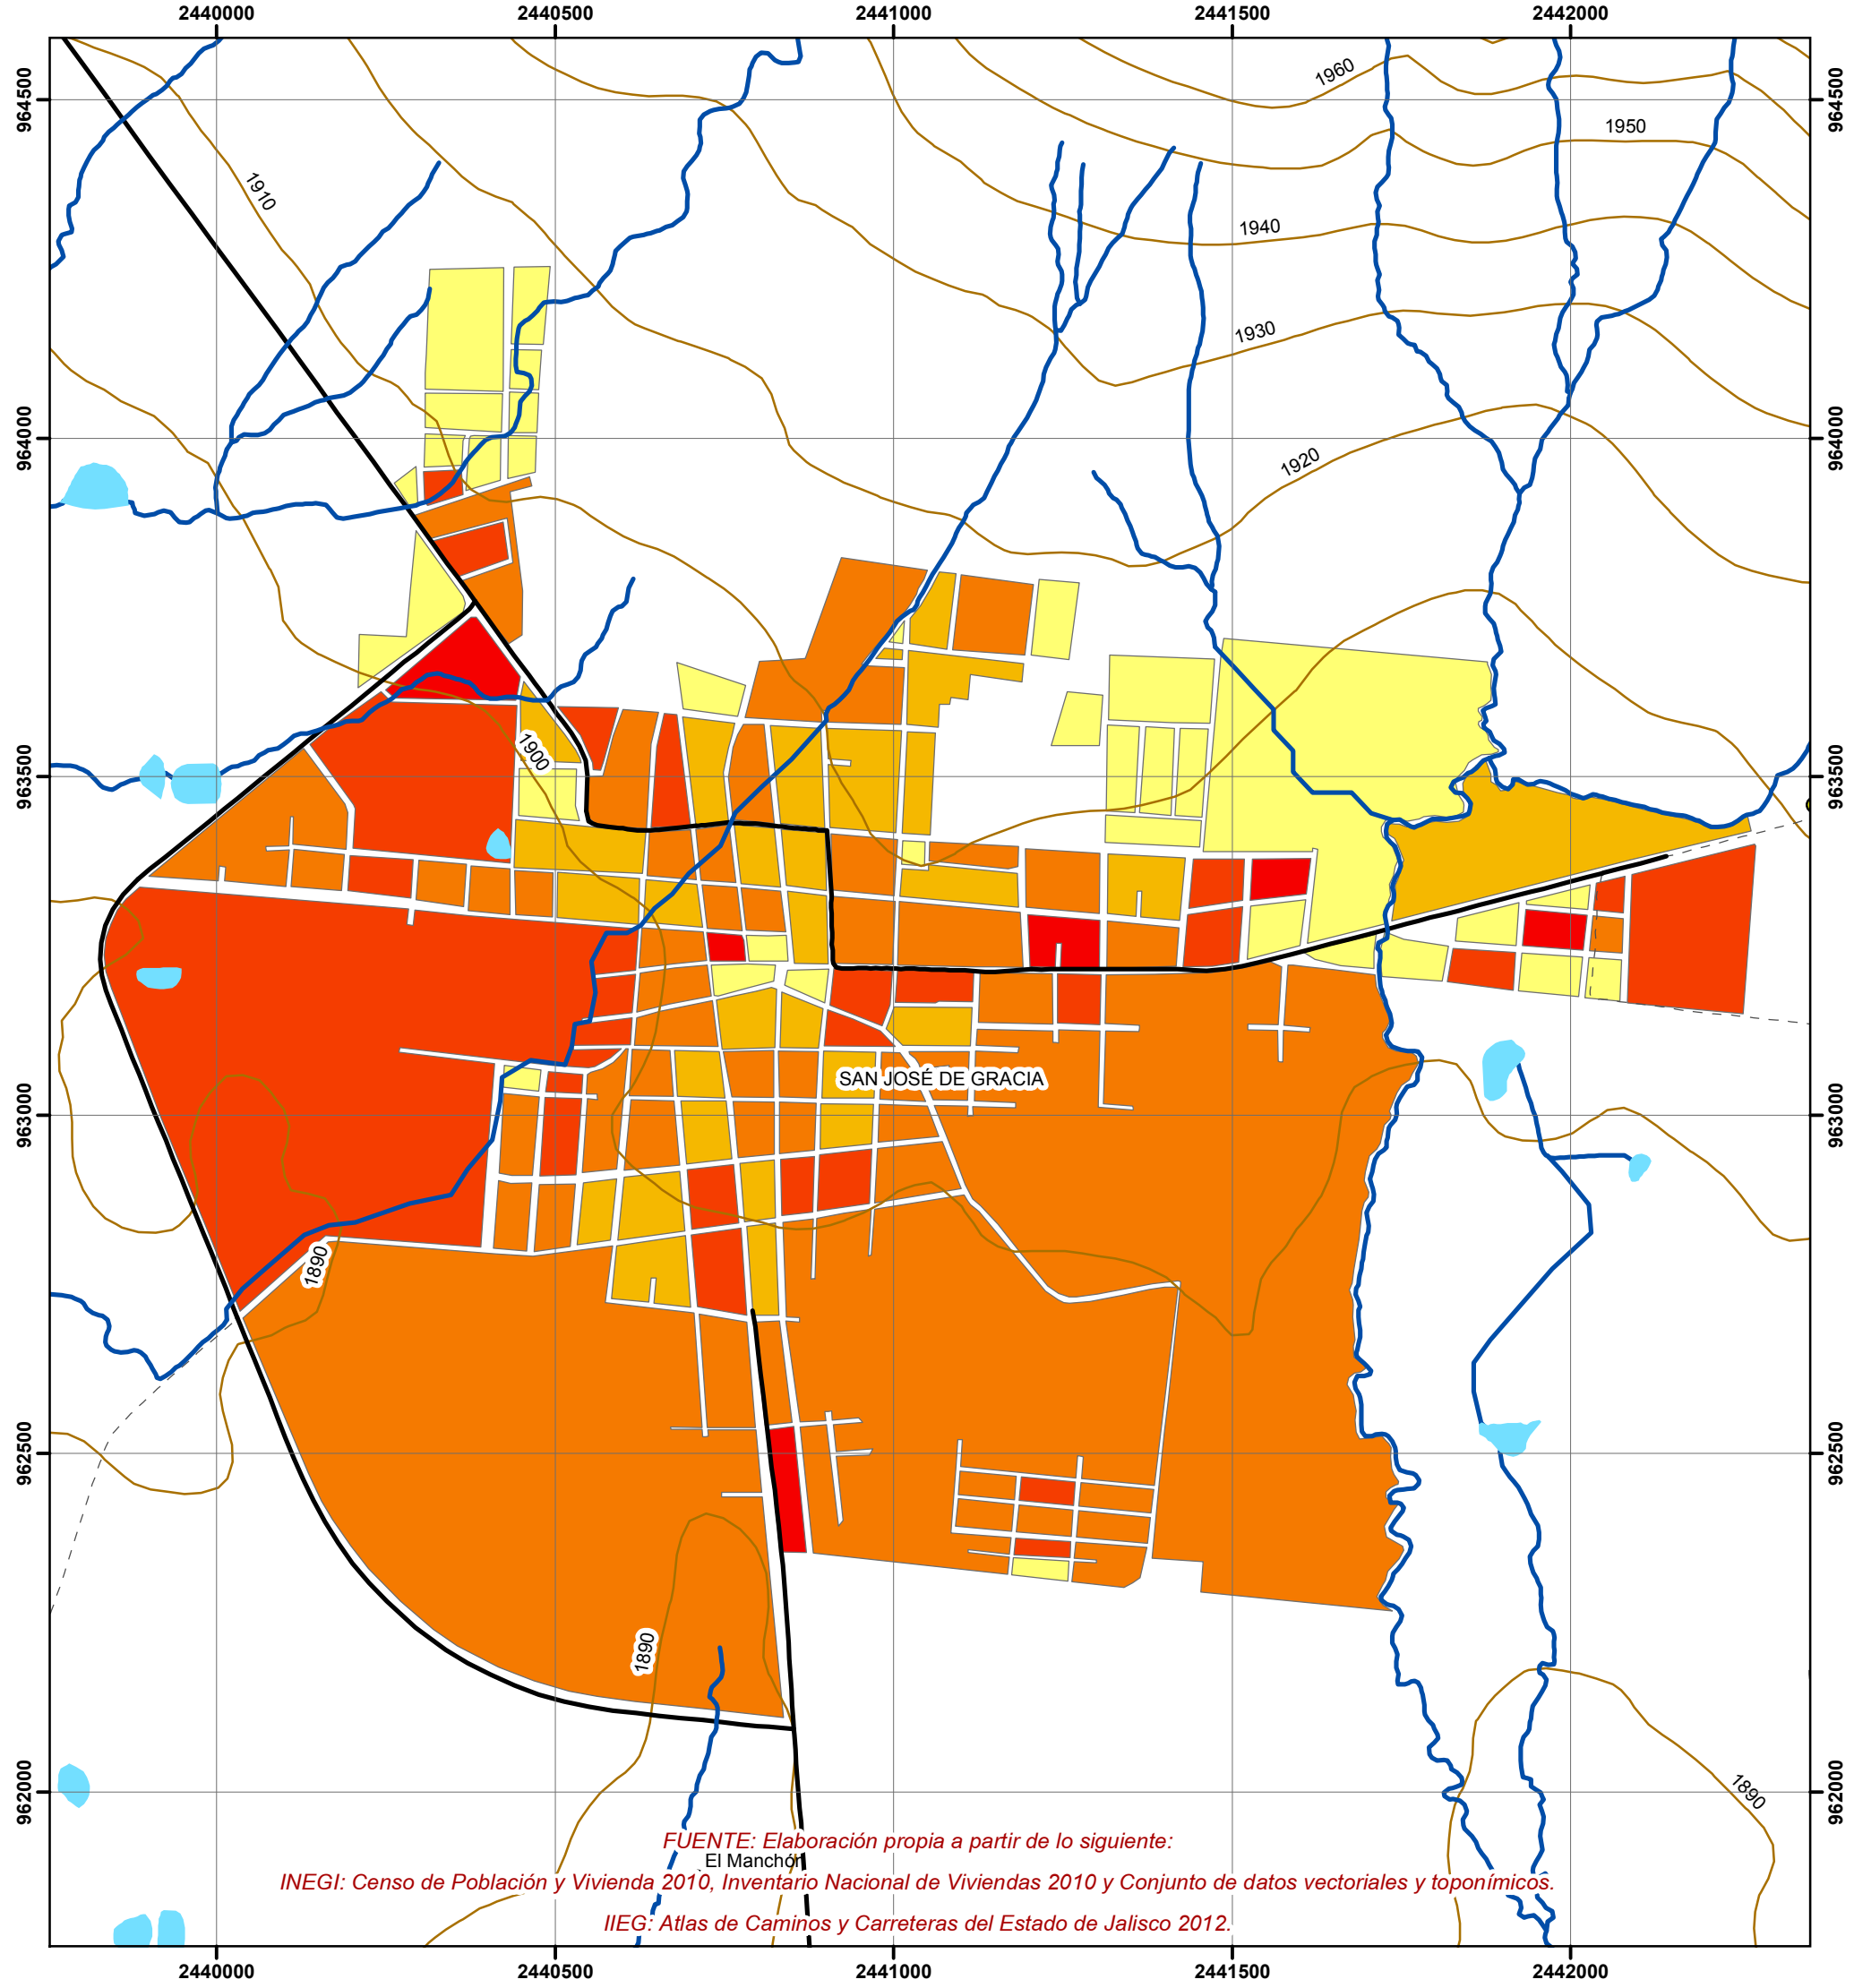 2440000 2440500 2441000 2441500 2442000
964500 964500
1960
1950
1910
1940
1930
964000 964000
1920
963500 963500
1900
SAN JOSÉ DE GRACIA
963000 963000
1890
962500 962500
1890
962000 962000
1890
FUENTE: Elaboración propia a partir de lo siguiente:
El Manchón
INEGI: Censo de Población y Vivienda 2010, Inventario Nacional de Viviendas 2010 y Conjunto de datos vectoriales y toponímicos.
IIEG: Atlas de Caminos y Carreteras del Estado de Jalisco 2012.
2440000 2440500 2441000 2441500 2442000